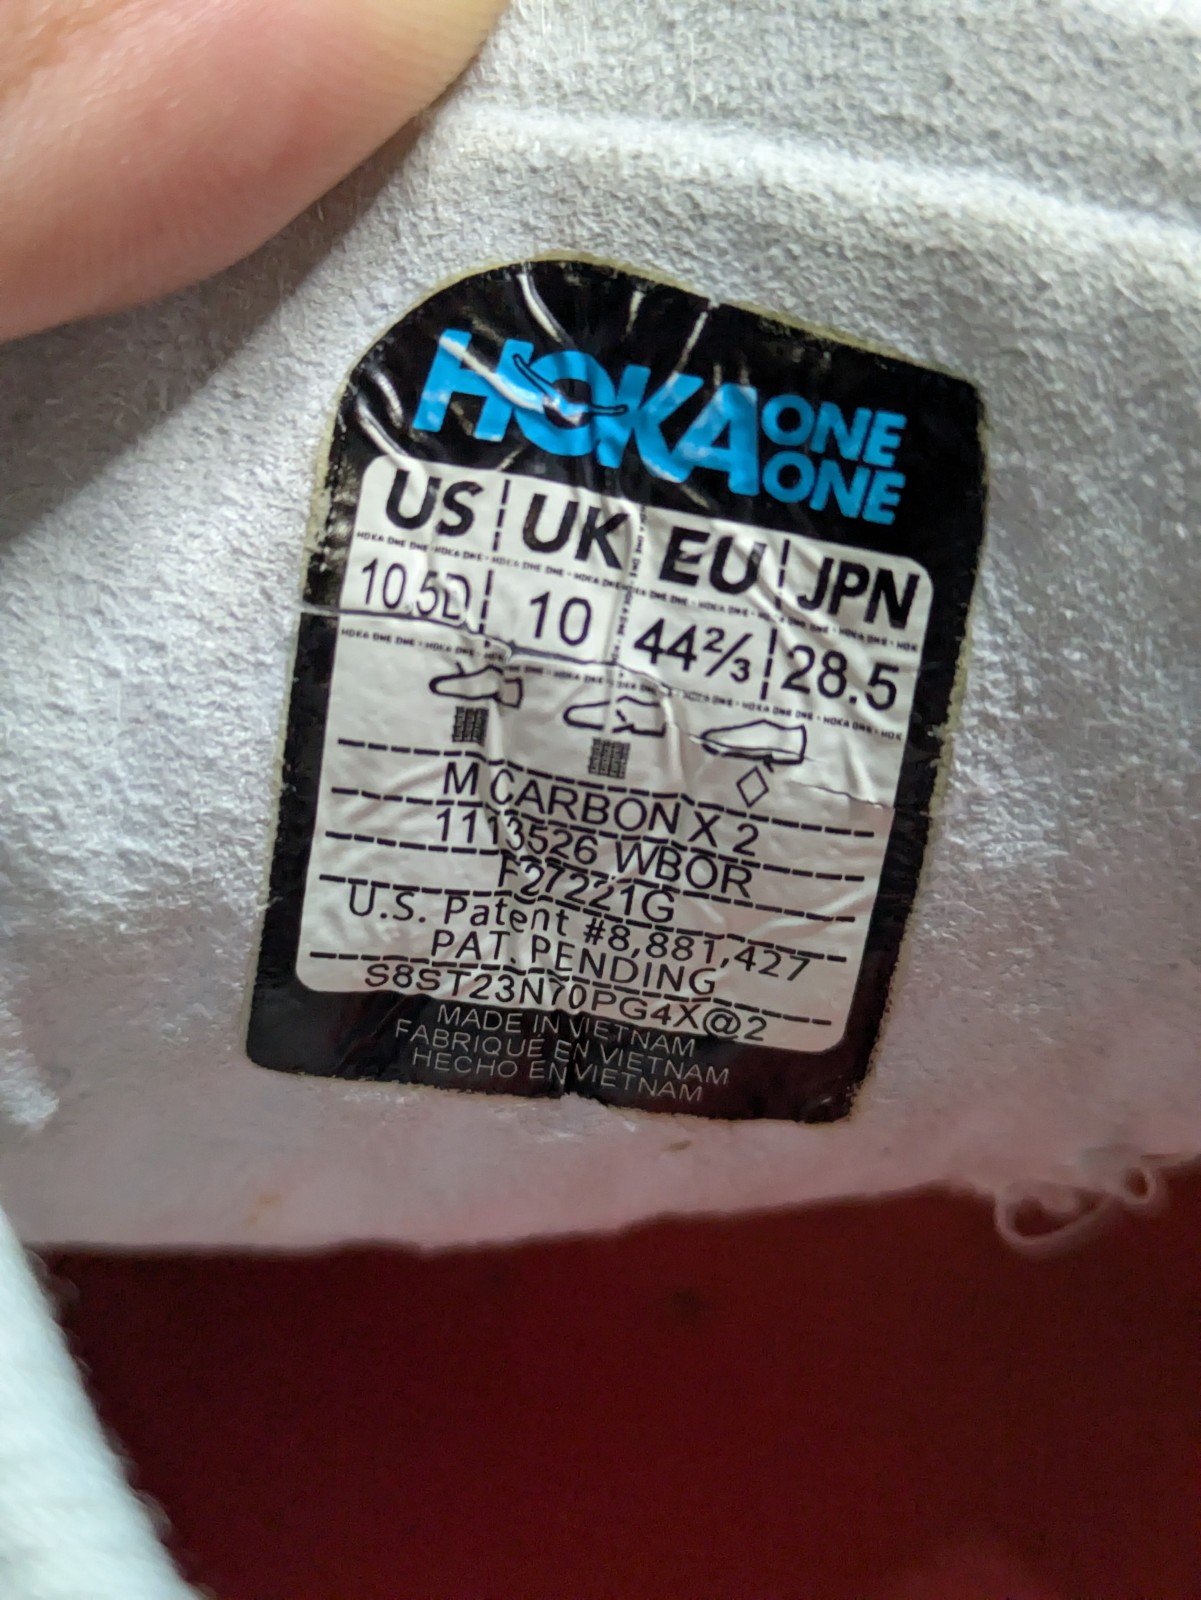 HOKA ONE ONE
US UK EU JPN
10.5D 10 44⅔ 28.5
M CARBON X 2
1113526 WBOR
F27221G
U.S. Patent #8,881,427
PAT. PENDING
S8ST23N70PG4X@2
MADE IN VIETNAM
FABRIQUE EN VIETNAM
HECHO EN VIETNAM